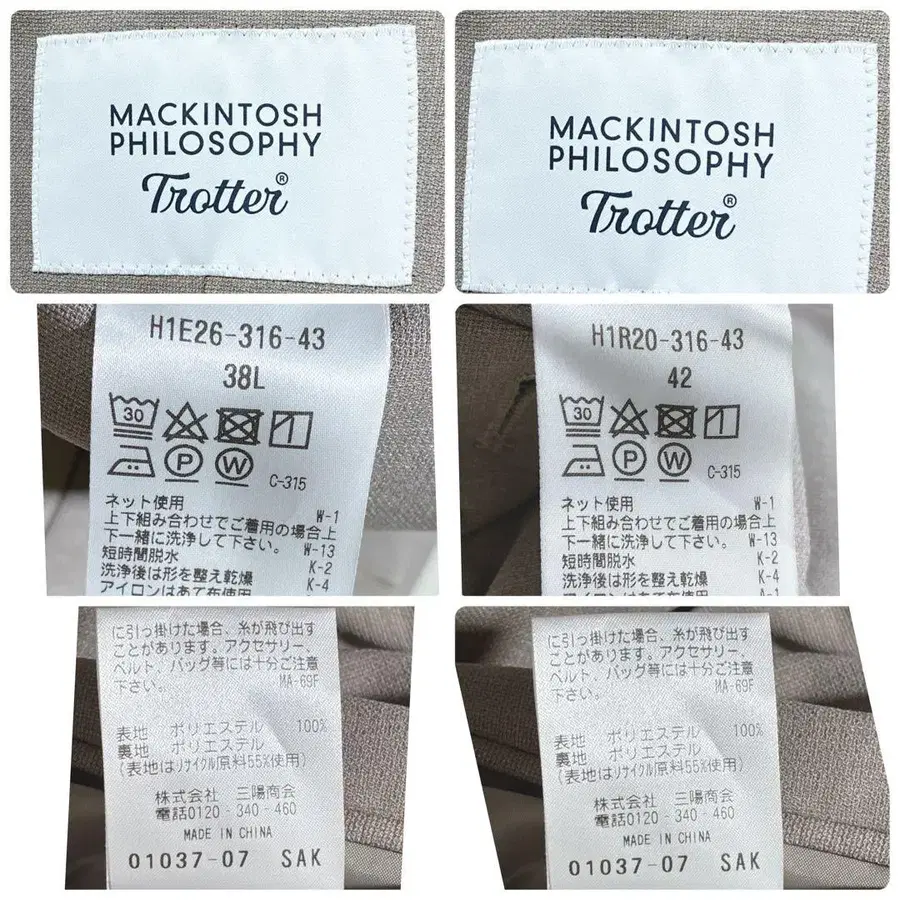 MACKINTOSH
PHILOSOPHY
Trotter®
MACKINTOSH
PHILOSOPHY
Trotter®
H1E26-316-43
38L
30
P W C-315
ネット使用 W-1
上下組み合わせでご着用の場合上
下一緒に洗浄して下さい。 W-13
短時間脱水 K-2
洗浄後は形を整え乾燥 K-4
アイロンはあて布使用
H1R20-316-43
42
30
P W C-315
ネット使用 W-1
上下組み合わせでご着用の場合上
下一緒に洗浄して下さい。 W-13
短時間脱水 K-2
洗浄後は形を整え乾燥 K-4
A-1
に引っ掛けた場合、糸が飛び出す
ことがあります。アクセサリー、
ベルト、バッグ等には十分ご注意
下さい。 MA-69F
表地 ポリエステル 100%
裏地 ポリエステル
(表地はリサイクル原料55%使用)
株式会社 三陽商会
電話0120-340-460
MADE IN CHINA
01037-07 SAK
に引っ掛けた場合、糸が飛び出す
ことがあります。アクセサリー、
ベルト、バッグ等には十分ご注意
下さい。 MA-69F
表地 ポリエステル 100%
裏地 ポリエステル
(表地はリサイクル原料55%使用)
株式会社 三陽商会
電話0120-340-460
MADE IN CHINA
01037-07 SAK